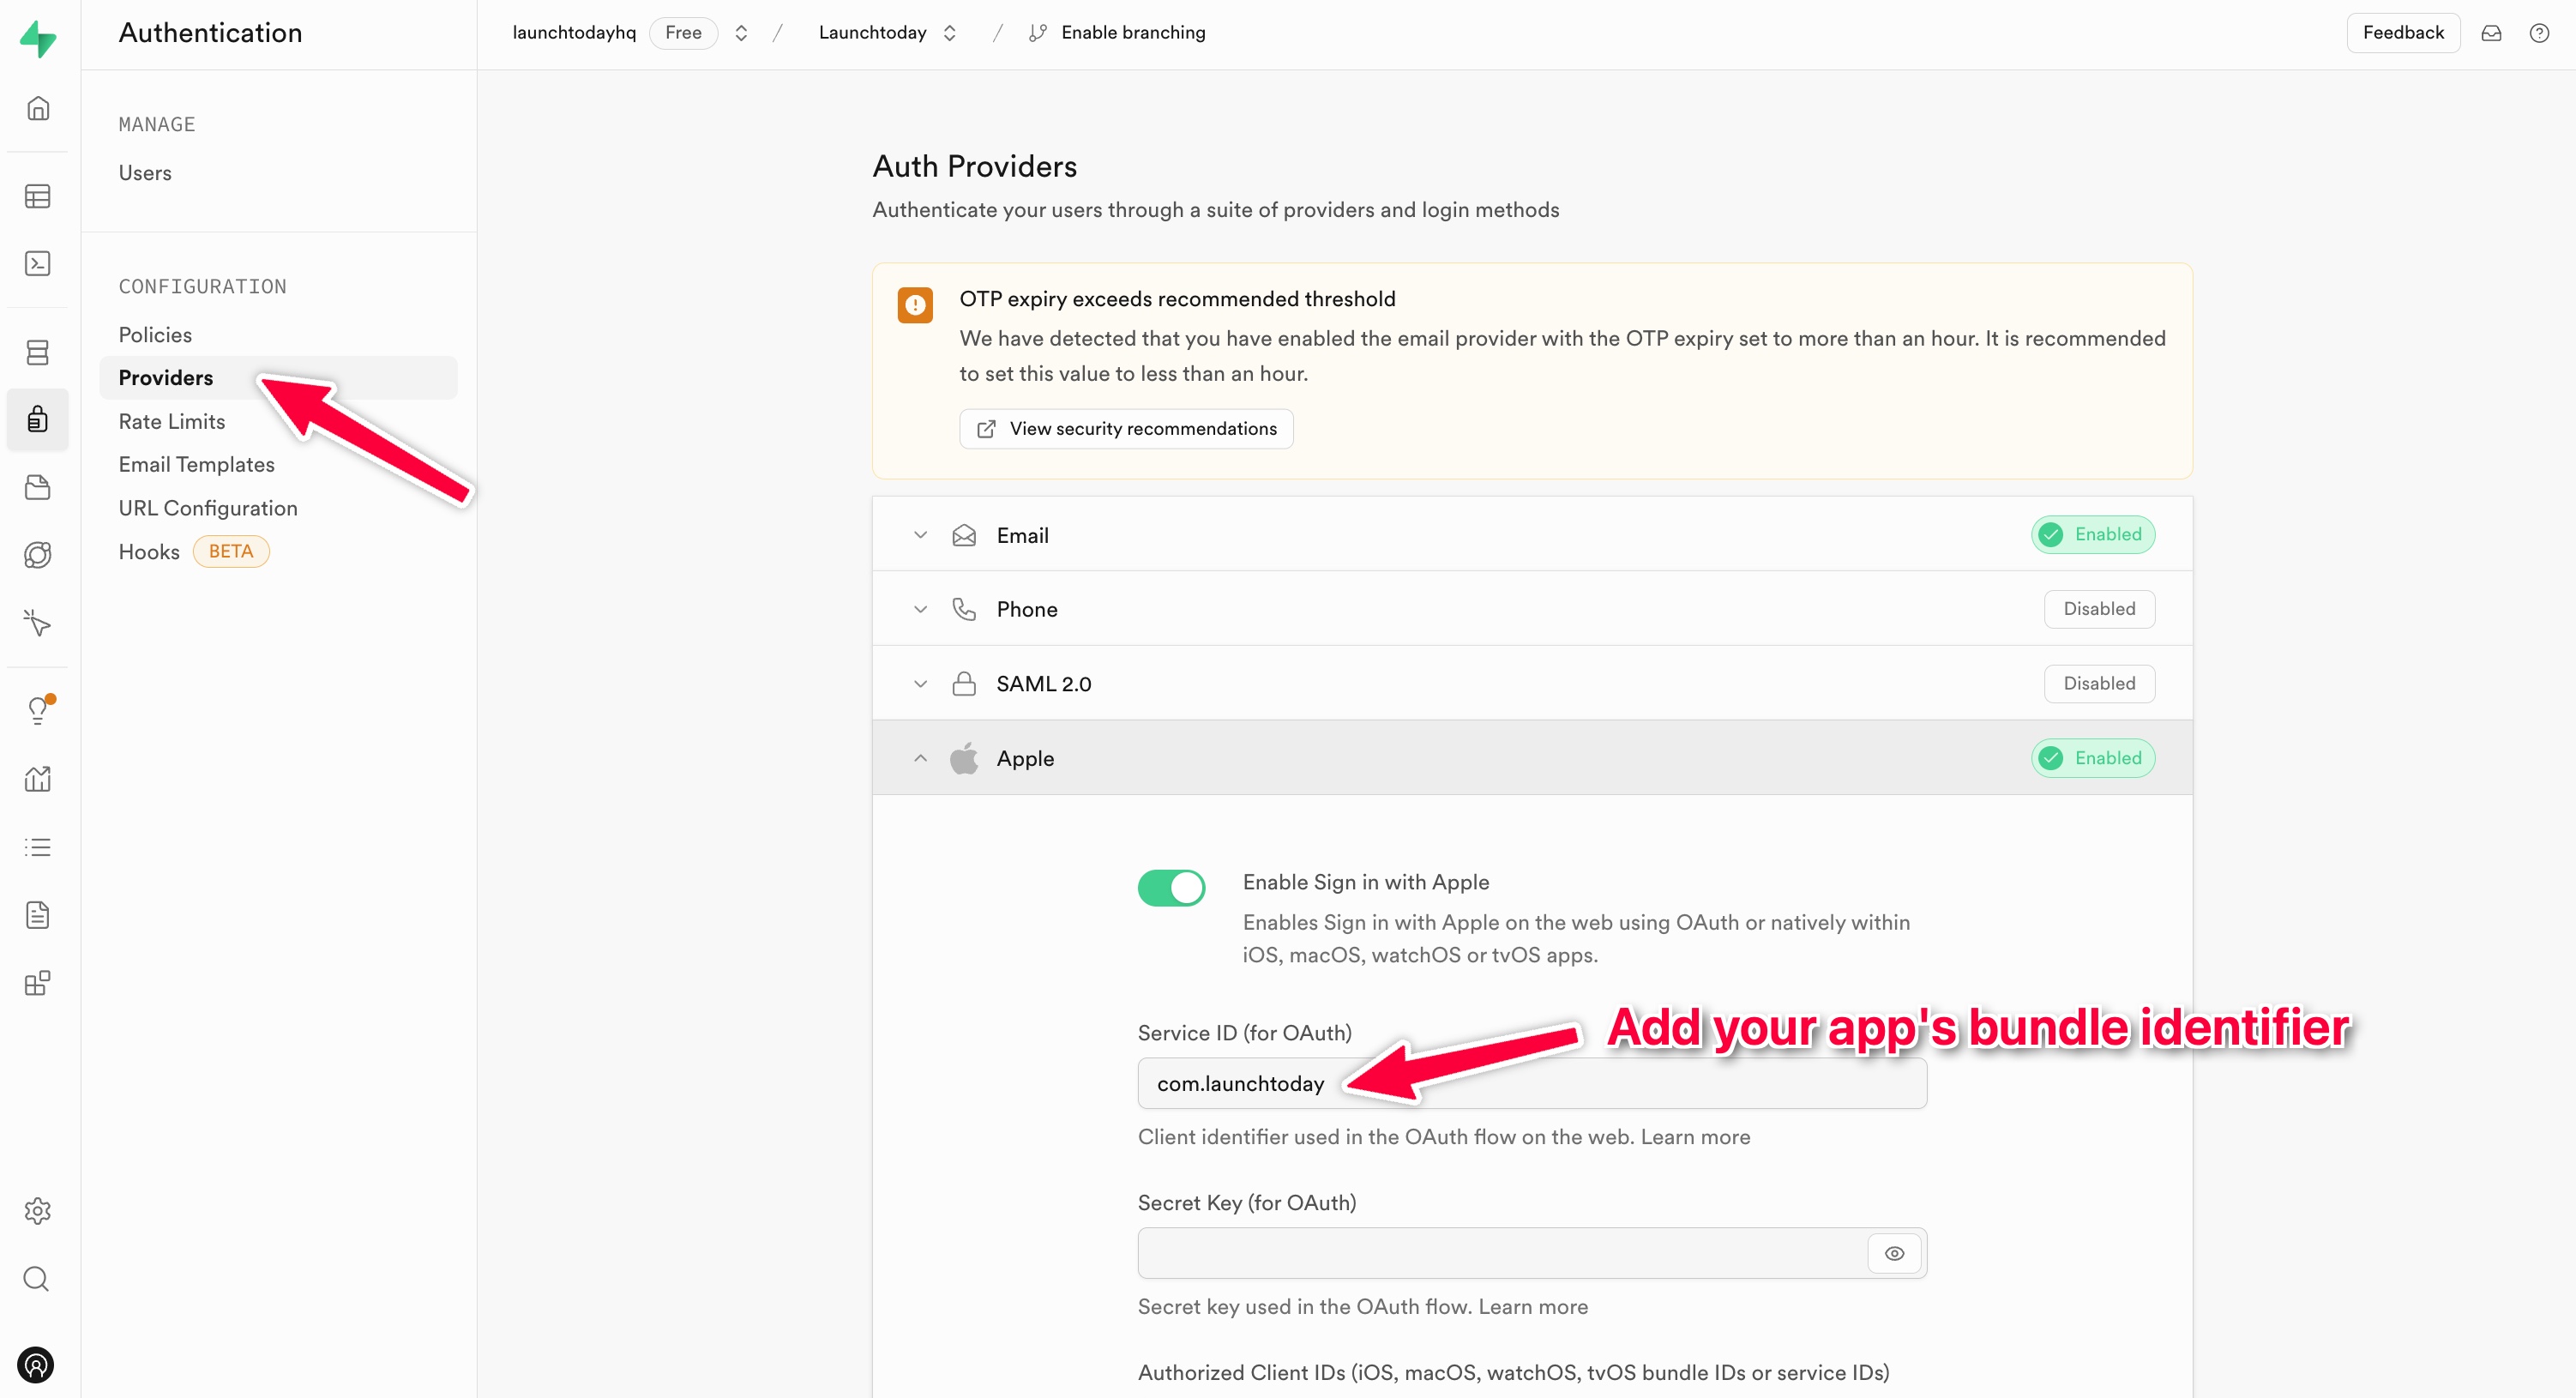 Authentication
launchtodayhq Free / Launchtoday / Enable branching
Feedback
MANAGE
Users
CONFIGURATION
Policies
Providers
Rate Limits
Email Templates
URL Configuration
Hooks BETA
Auth Providers
Authenticate your users through a suite of providers and login methods
OTP expiry exceeds recommended threshold
We have detected that you have enabled the email provider with the OTP expiry set to more than an hour. It is recommended
to set this value to less than an hour.
View security recommendations
Email Enabled
Phone Disabled
SAML 2.0 Disabled
Apple Enabled
Enable Sign in with Apple
Enables Sign in with Apple on the web using OAuth or natively within
iOS, macOS, watchOS or tvOS apps.
Service ID (for OAuth)
Add your app's bundle identifier
com.launchtoday
Client identifier used in the OAuth flow on the web. Learn more
Secret Key (for OAuth)
Secret key used in the OAuth flow. Learn more
Authorized Client IDs (iOS, macOS, watchOS, tvOS bundle IDs or service IDs)